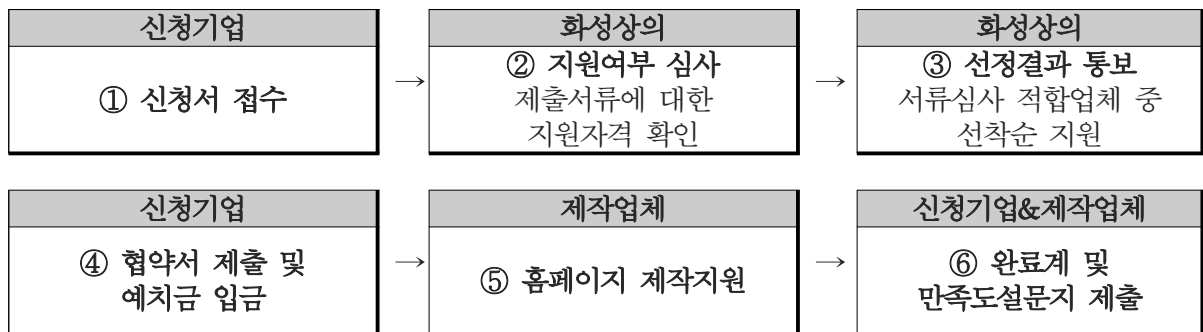 신청기업
① 신청서 접수
→
화성상의
② 지원여부 심사
제출서류에 대한
지원자격 확인
→
화성상의
③ 선정결과 통보
서류심사 적합업체 중
선착순 지원
신청기업
④ 협약서 제출 및
예치금 입금
→
제작업체
⑤ 홈페이지 제작지원
→
신청기업&제작업체
⑥ 완료계 및
만족도설문지 제출